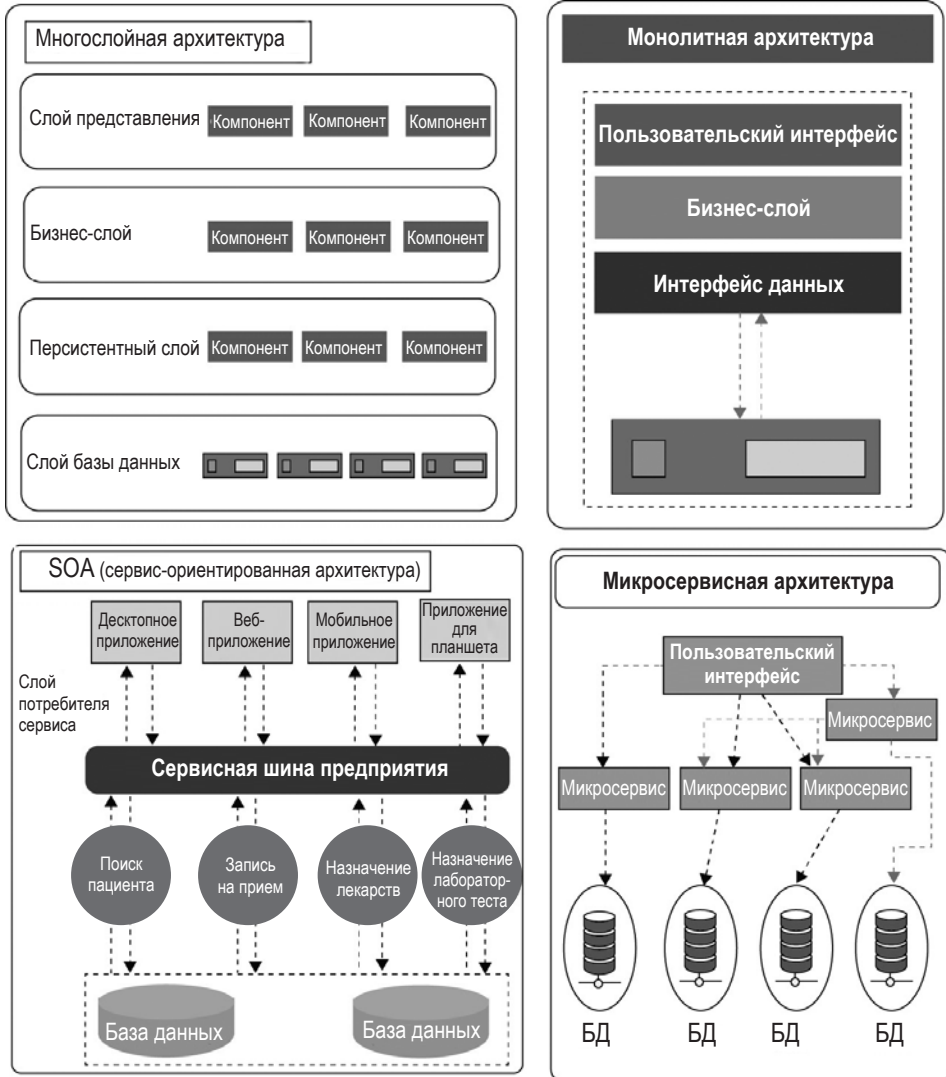 Многослойная архитектура
Слой представления
Компонент
Компонент
Компонент
Бизнес-слой
Компонент
Компонент
Компонент
Персистентный слой
Компонент
Компонент
Компонент
Слой базы данных
Монолитная архитектура
Пользовательский интерфейс
Бизнес-слой
Интерфейс данных
SOA (сервис-ориентированная архитектура)
Десктопное
приложение
Веб-
приложение
Мобильное
приложение
Приложение
для
планшета
Слой
потребителя
сервиса
Сервисная шина предприятия
Поиск
пациента
Запись
на прием
Назначение
лекарств
Назначение
лаборатор-
ного теста
База данных
База данных
Микросервисная архитектура
Пользовательский
интерфейс
Микросервис
Микросервис
Микросервис
Микросервис
БД
БД
БД
БД